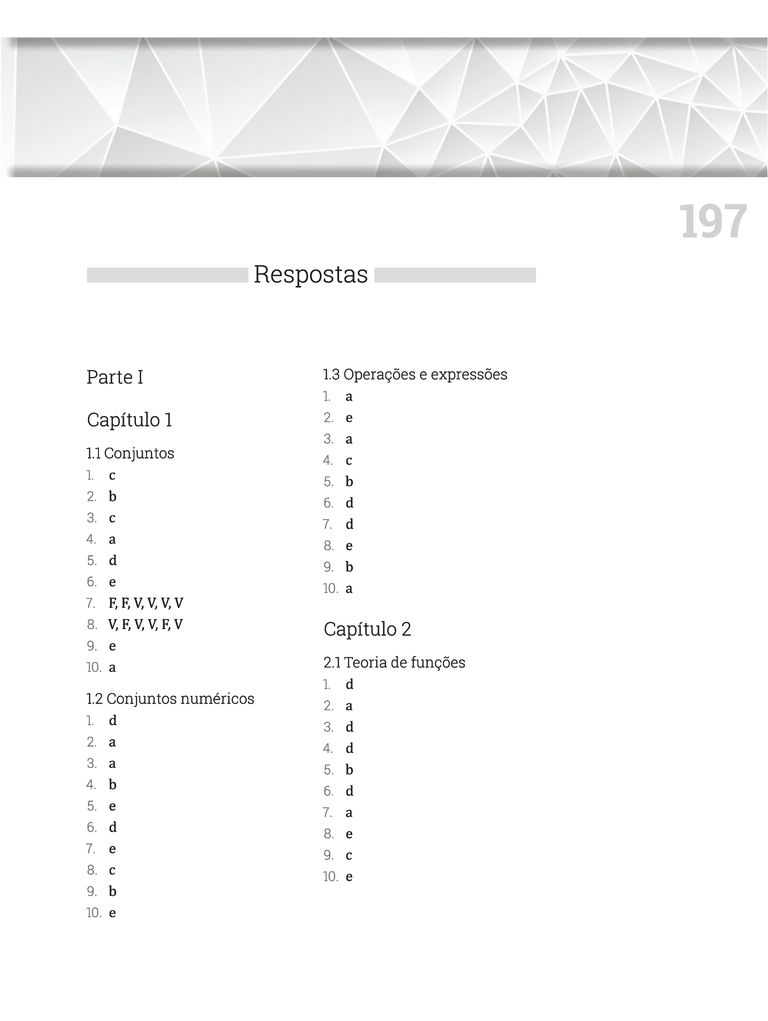 197
Respostas
Parte I
Capítulo 1
1.1 Conjuntos
1. c
2. b
3. c
4. a
5. d
6. e
7. F, F, V, V, V, V
8. V, F, V, V, F, V
9. e
10. a
1.2 Conjuntos numéricos
1. d
2. a
3. a
4. b
5. e
6. d
7. e
8. c
9. b
10. e
1.3 Operações e expressões
1. a
2. e
3. a
4. c
5. b
6. d
7. d
8. e
9. b
10. a
Capítulo 2
2.1 Teoria de funções
1. d
2. a
3. d
4. d
5. b
6. d
7. a
8. e
9. c
10. e